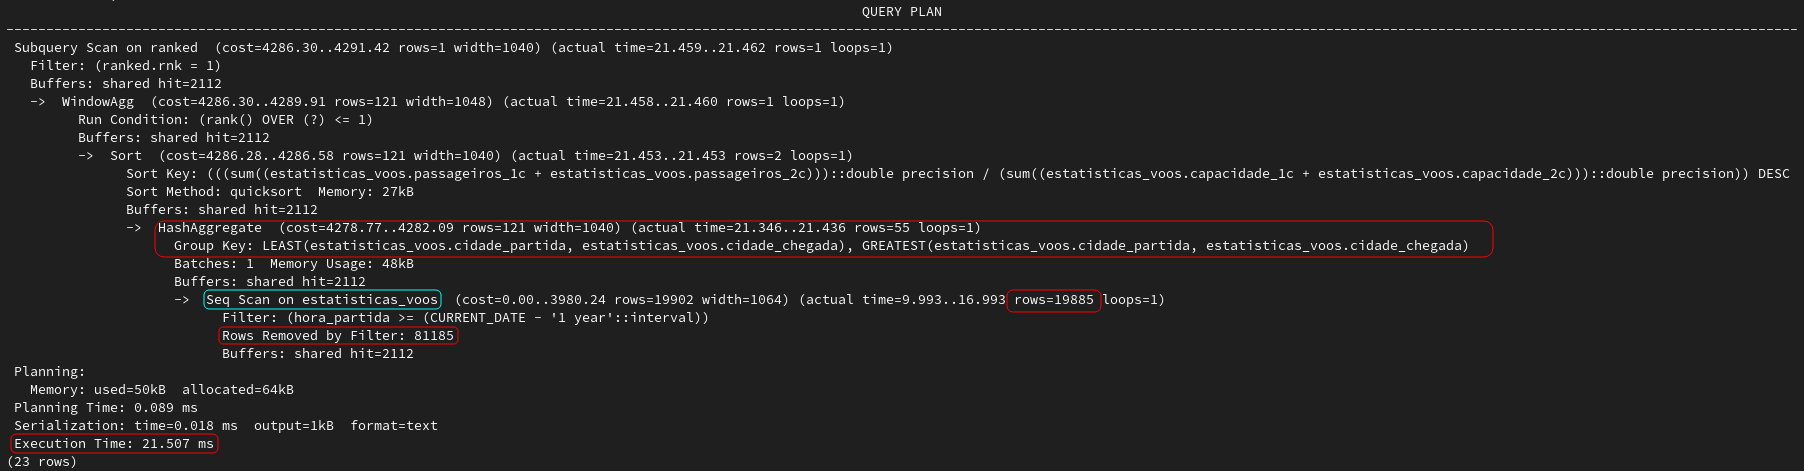 QUERY PLAN
Subquery Scan on ranked  (cost=4286.30..4291.42 rows=1 width=1040) (actual time=21.459..21.462 rows=1 loops=1)
Filter: (ranked.rnk = 1)
Buffers: shared hit=2112
->  WindowAgg  (cost=4286.30..4289.91 rows=121 width=1048) (actual time=21.458..21.460 rows=1 loops=1)
Run Condition: (rank() OVER (?) <= 1)
Buffers: shared hit=2112
->  Sort  (cost=4286.28..4286.58 rows=121 width=1040) (actual time=21.453..21.453 rows=2 loops=1)
Sort Key: (((sum((estatisticas_voos.passageiros_1c + estatisticas_voos.passageiros_2c)))::double precision / (sum((estatisticas_voos.capacidade_1c + estatisticas_voos.capacidade_2c)))::double precision)) DESC
Sort Method: quicksort  Memory: 27kB
Buffers: shared hit=2112
->  HashAggregate  (cost=4278.77..4282.09 rows=121 width=1040) (actual time=21.346..21.436 rows=55 loops=1)
Group Key: LEAST(estatisticas_voos.cidade_partida, estatisticas_voos.cidade_chegada), GREATEST(estatisticas_voos.cidade_partida, estatisticas_voos.cidade_chegada)
Batches: 1  Memory Usage: 48kB
Buffers: shared hit=2112
->  Seq Scan on estatisticas_voos  (cost=0.00..3980.24 rows=19902 width=1064) (actual time=9.993..16.993 rows=19885 loops=1)
Filter: (hora_partida >= (CURRENT_DATE - '1 year'::interval))
Rows Removed by Filter: 81185
Buffers: shared hit=2112
Planning:
Memory: used=50kB  allocated=64kB
Planning Time: 0.089 ms
Serialization: time=0.018 ms  output=1kB  format=text
Execution Time: 21.507 ms
(23 rows)